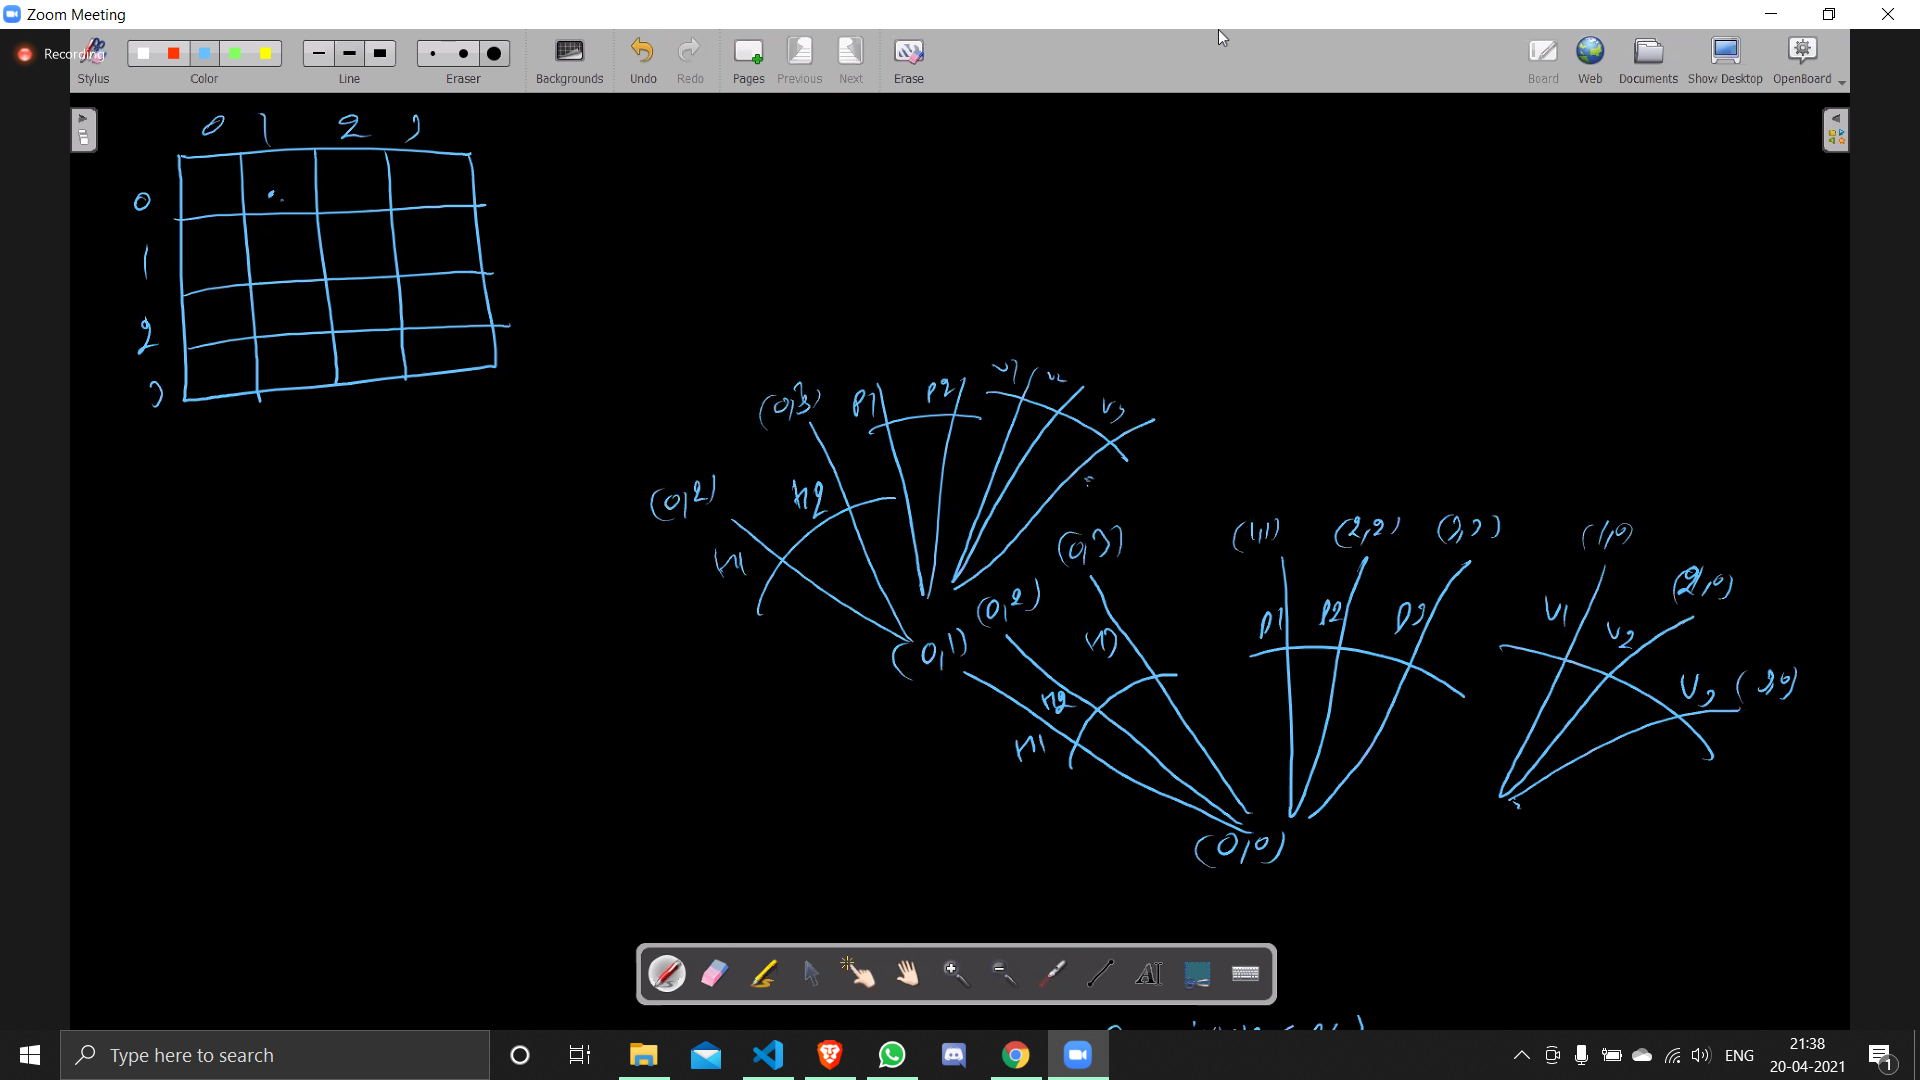 Zoom Meeting
Recording
Stylus
Color
Line
Eraser
Backgrounds
Undo
Redo
Pages
Previous
Next
Erase
Board
Web
Documents
Show Desktop
OpenBoard
0 1 2 3
0
1
2
3
(0,3) P1 P2 V1 V2 V3
(0,2) H1 H2
(0,1)
(0,2) (0,3) (1,1) (2,2) (3,3) (1,0) (2,0)
H1 H2 H3 P1 P2 P3 V1 V2 V3 (3,0)
(0,0)
Type here to search
ENG
21:38
20-04-2021
1